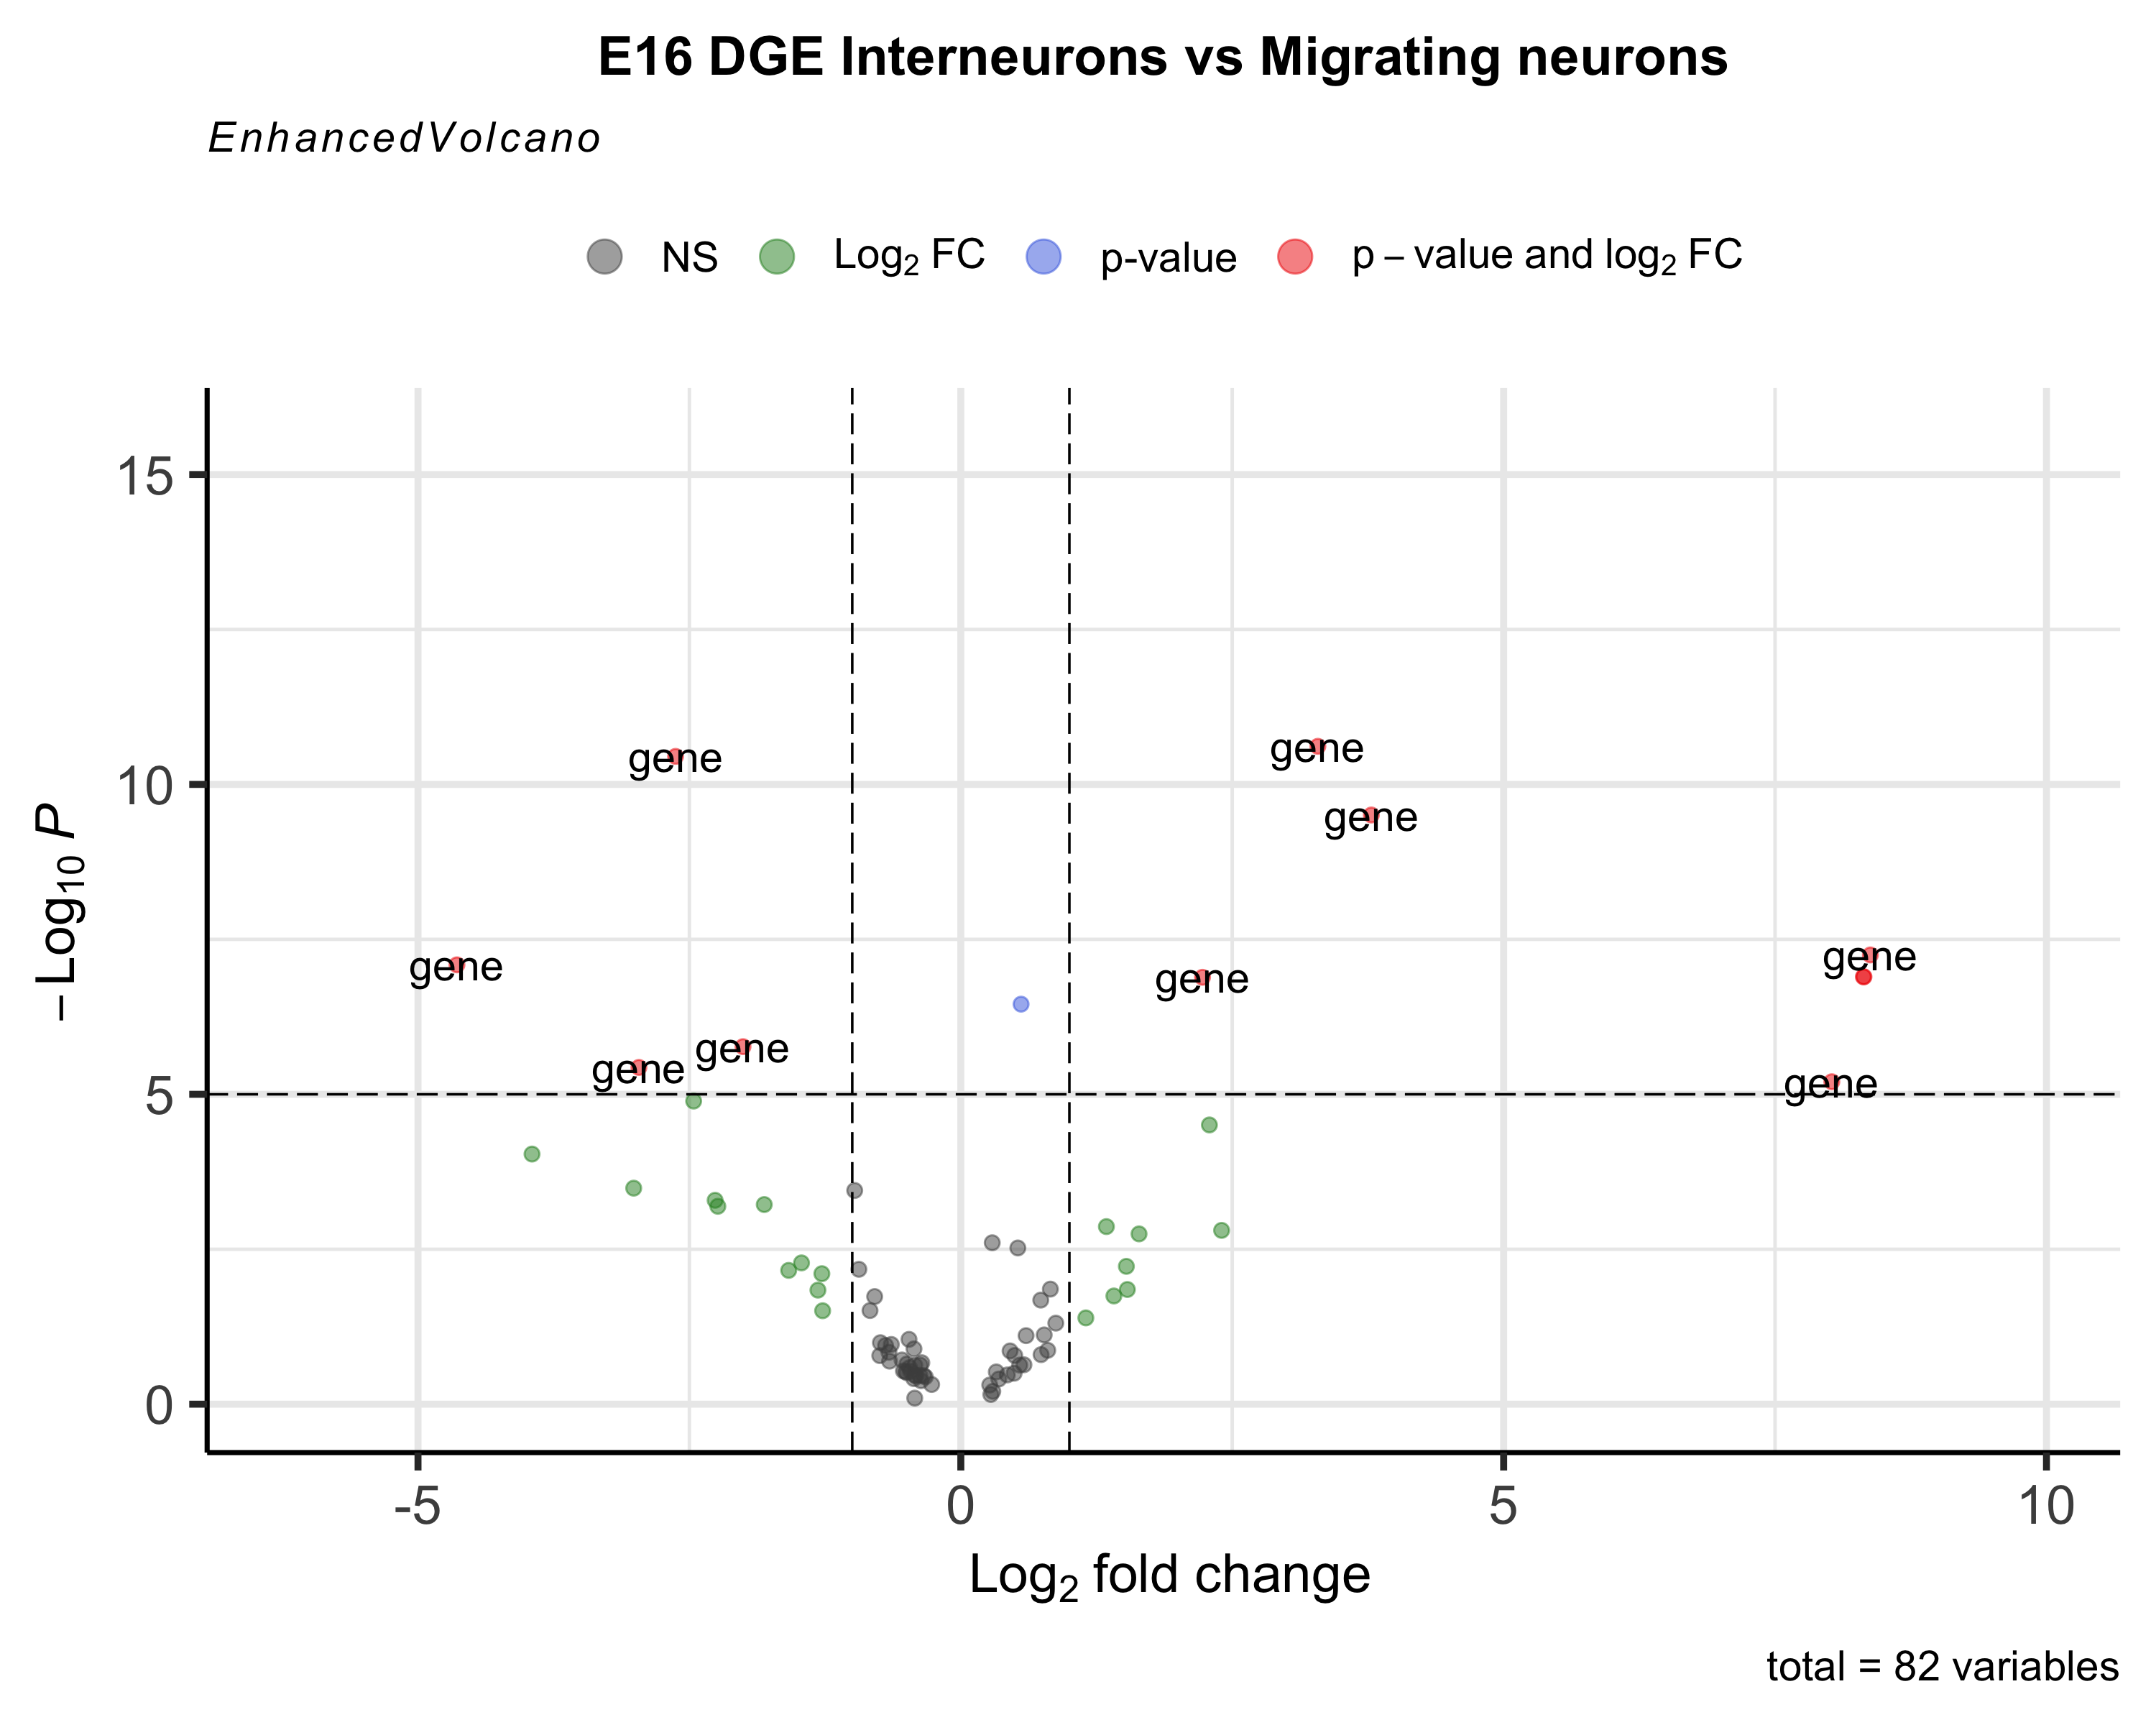 E16 DGE Interneurons vs Migrating neurons
EnhancedVolcano
NS Log₂ FC p-value p – value and log₂ FC
– Log₁₀ P
15
10
5
0
gene
gene
gene
gene
gene
gene
gene
gene
gene
-5 0 5 10
Log₂ fold change
total = 82 variables